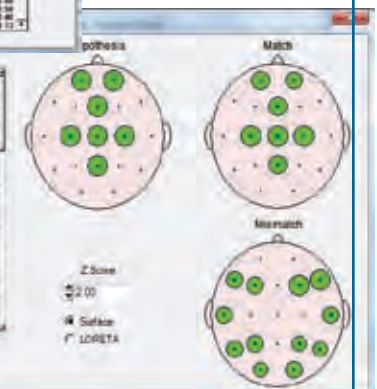 pothesis
Match
Mismatch
Z Score
2.00
Surface
LORETA